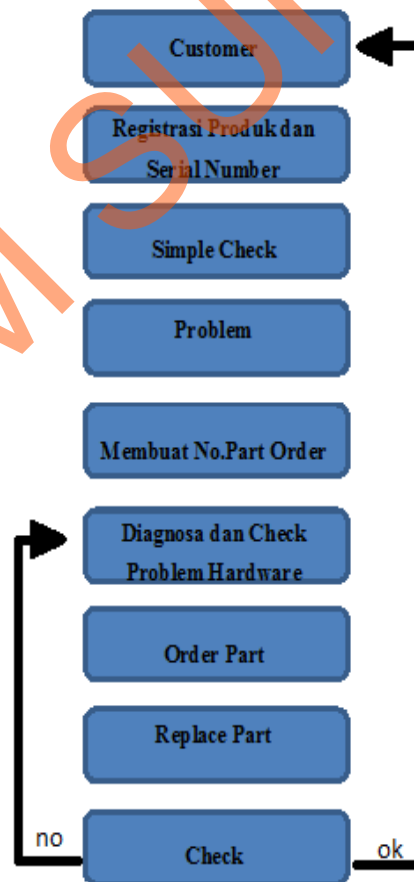 Customer
Registrasi Produk dan
Serial Number
Simple Check
Problem
Membuat No.Part Order
Diagnosa dan Check
Problem Hardware
Order Part
Replace Part
no
Check
ok